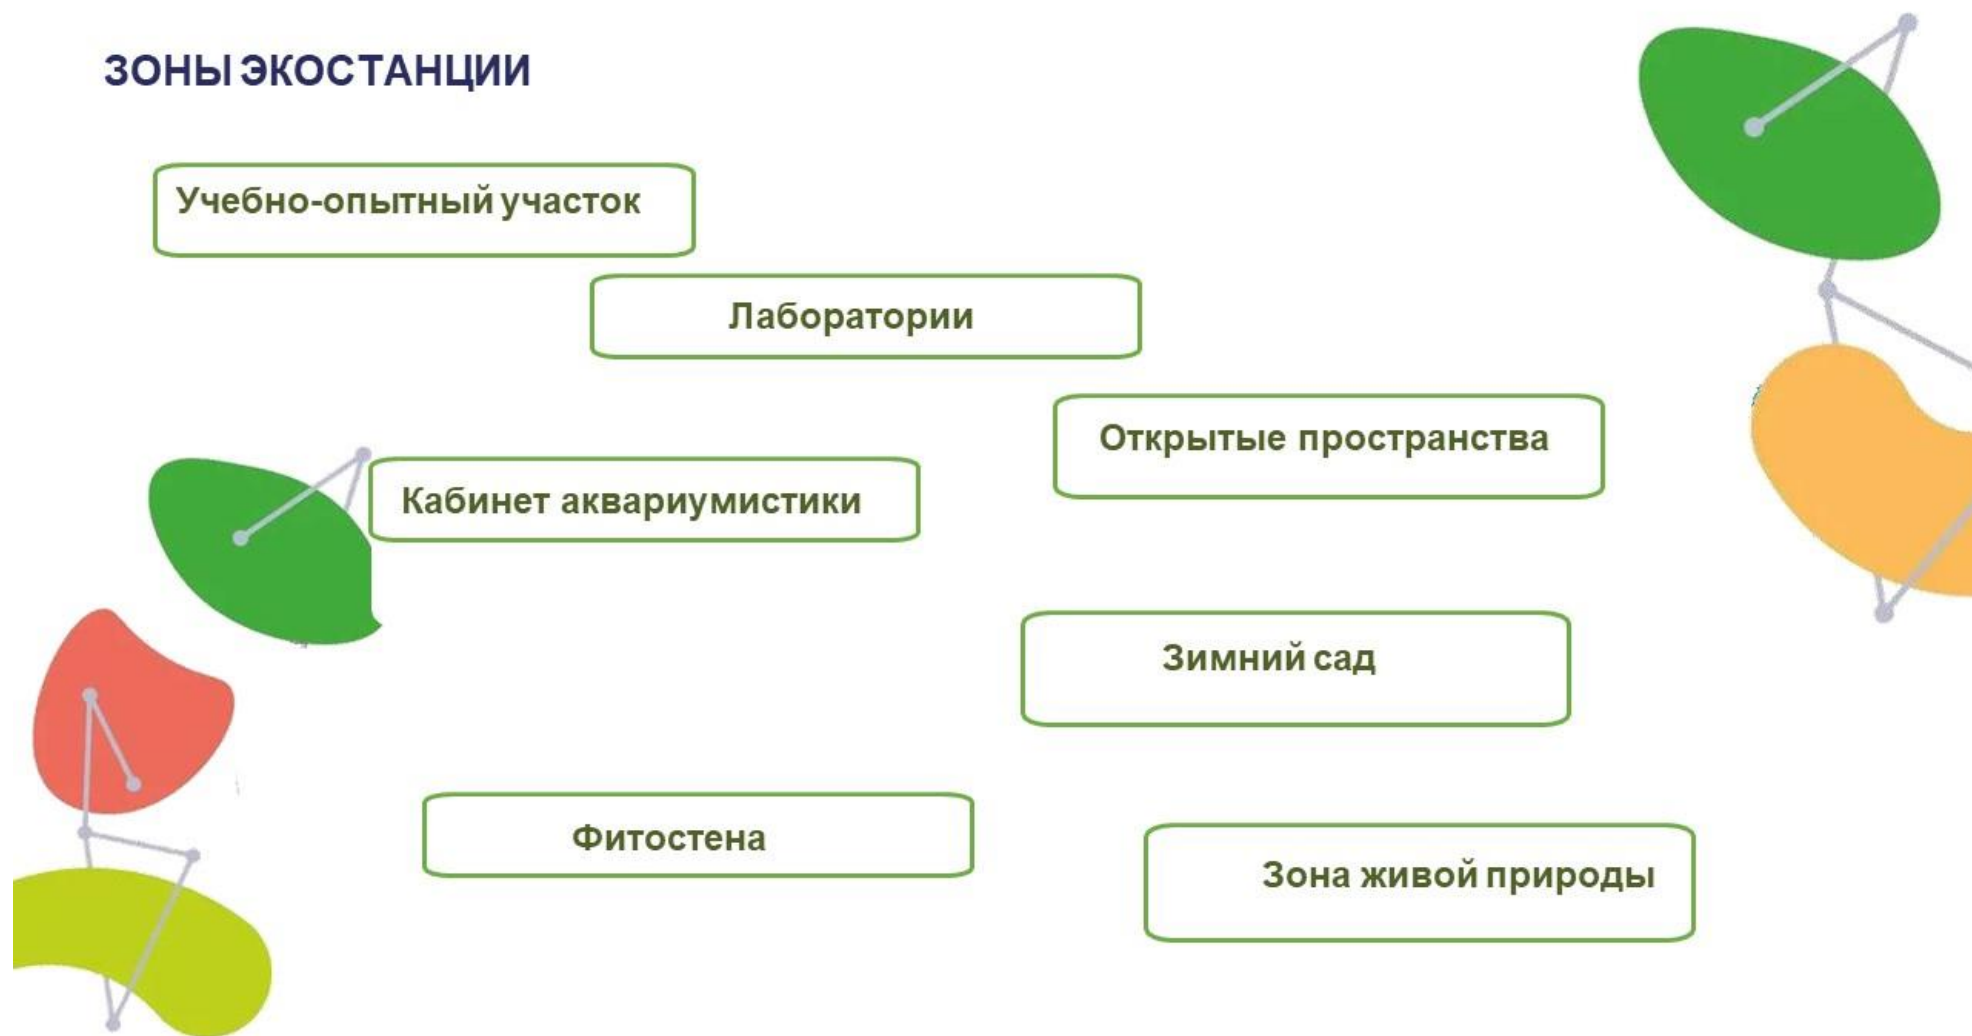 ЗОНЫ ЭКОСТАНЦИИ
Учебно-опытный участок
Лаборатории
Открытые пространства
Кабинет аквариумистики
Зимний сад
Фитостена
Зона живой природы